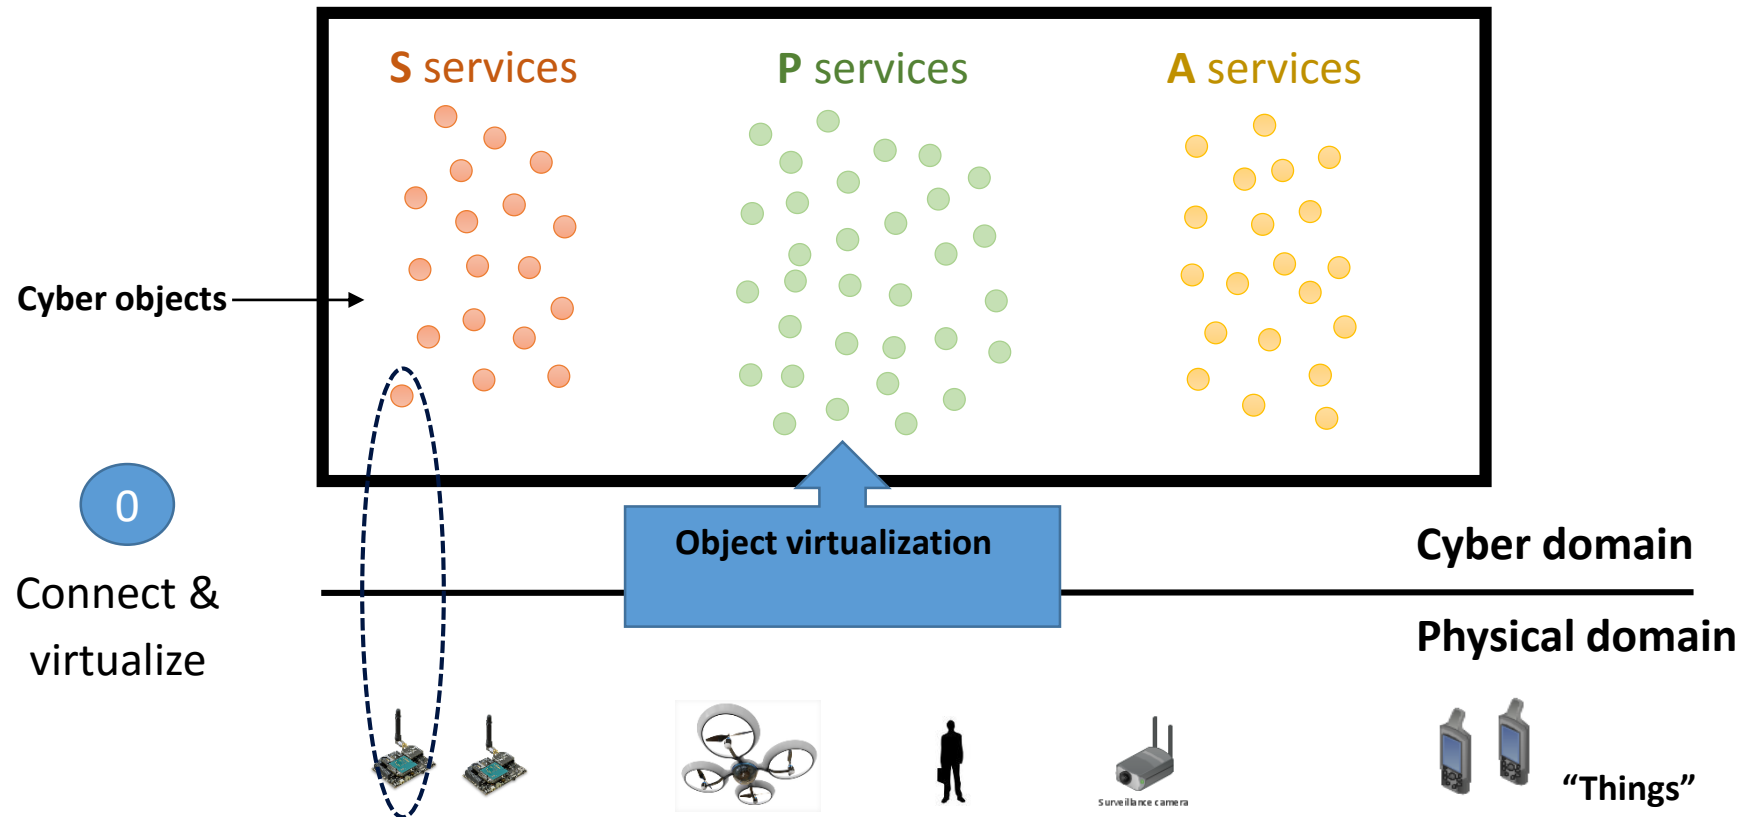 S services
P services
A services
Cyber objects
0
Connect &
virtualize
Object virtualization
Cyber domain
Physical domain
Surveillance camera
“Things”